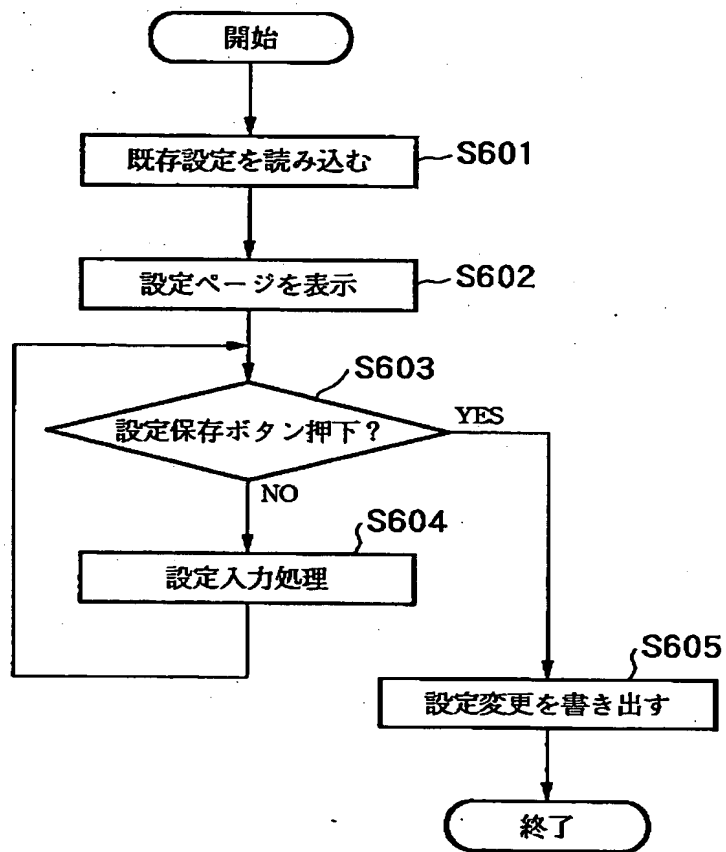 開始
既存設定を読み込む
S601
設定ページを表示
S602
S603
設定保存ボタン押下？
YES
NO
S604
設定入力処理
S605
設定変更を書き出す
終了